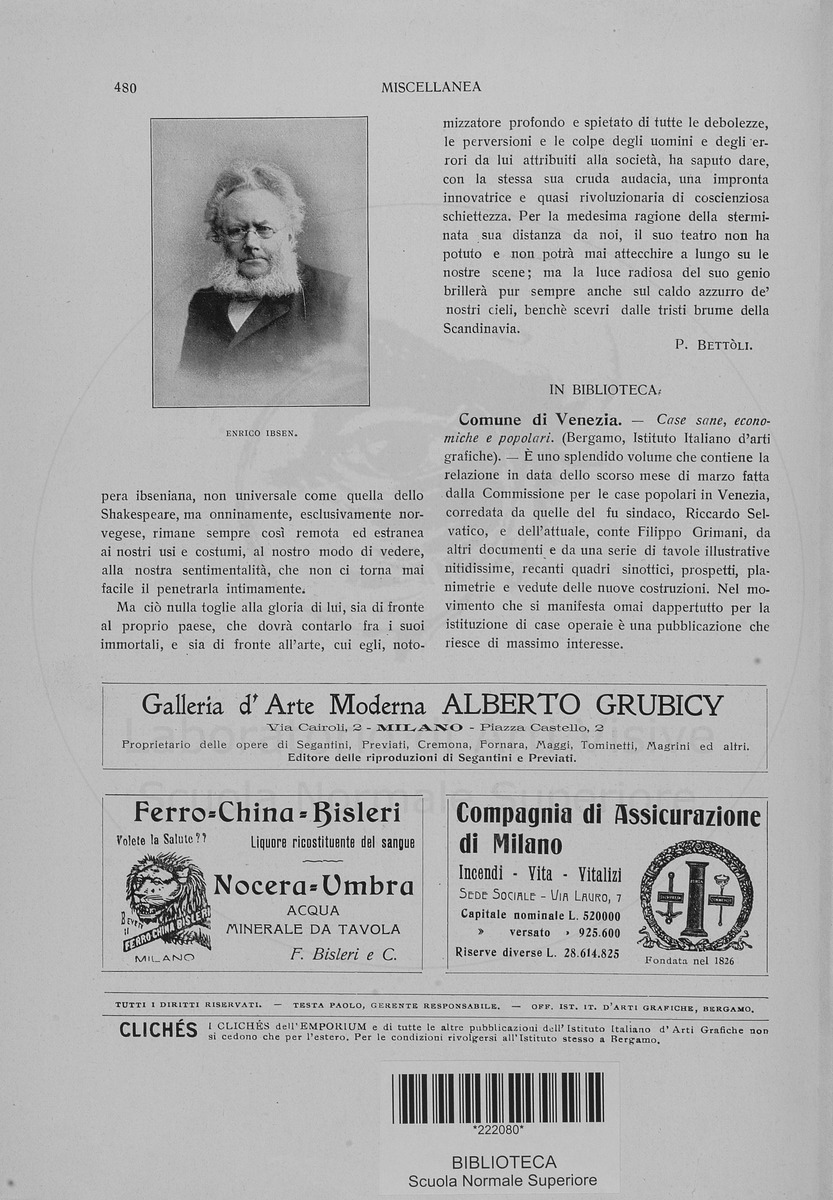 480
MISCELLANEA
ENRICO IBSEN.
pera ibseniana, non universale come quella dello
Shakespeare, ma onninamente, esclusivamente nor-
vegese, rimane sempre così remota ed estranea
ai nostri usi e costumi, al nostro modo di vedere,
alla nostra sentimentalità, che non ci torna mai
facile il penetrarla intimamente.
Ma ciò nulla toglie alla gloria di lui, sia di fronte
al proprio paese, che dovrà contarlo fra i suoi
immortali, e sia di fronte all'arte, cui egli, noto-
mizzatore profondo e spietato di tutte le debolezze,
le perversioni e le colpe degli uomini e degli er-
rori da lui attribuiti alla società, ha saputo dare,
con la stessa sua cruda audacia, una impronta
innovatrice e quasi rivoluzionaria di coscienziosa
schiettezza. Per la medesima ragione della stermi-
nata sua distanza da noi, il suo teatro non ha
potuto e non potrà mai attecchire a lungo su le
nostre scene; ma la luce radiosa del suo genio
brillerà pur sempre anche sul caldo azzurro de'
nostri cieli, benchè scevri dalle tristi brume della
Scandinavia.
P. BETTÒLI.
IN BIBLIOTECA.
Comune di Venezia. — Case sane, econo-
miche e popolari. (Bergamo, Istituto Italiano d'arti
grafiche). — È uno splendido volume che contiene la
relazione in data dello scorso mese di marzo fatta
dalla Commissione per le case popolari in Venezia,
corredata da quelle del fu sindaco, Riccardo Sel-
vatico, e dell'attuale, conte Filippo Grimani, da
altri documenti e da una serie di tavole illustrative
nitidissime, recanti quadri sinottici, prospetti, pla-
nimetrie e vedute delle nuove costruzioni. Nel mo-
vimento che si manifesta omai dappertutto per la
istituzione di case operaie è una pubblicazione che
riesce di massimo interesse.
Galleria d' Arte Moderna ALBERTO GRUBICY
Via Cairoli, 2 - MILANO - Piazza Castello, 2
Proprietario delle opere di Segantini, Previati, Cremona, Fornara, Maggi, Tominetti, Magrini ed altri.
Editore delle riproduzioni di Segantini e Previati.
Ferro-China-Bisleri
Volete la Salute??
Liquore ricostituente del sangue
Nocera-Umbra
ACQUA
MINERALE DA TAVOLA
F. Bisleri e C.
Bevete il
FERRO CHINA BISLERI
MILANO
Compagnia di Assicurazione
di Milano
Incendi - Vita - Vitalizi
SEDE SOCIALE - VIA LAURO, 7
Capitale nominale L. 520000
» versato » 925.600
Riserve diverse L. 28.614.825
Fondata nel 1826
TUTTI I DIRITTI RISERVATI. — TESTA PAOLO, GERENTE RESPONSABILE. — OFF. IST. IT. D'ARTI GRAFICHE, BERGAMO.
CLICHÉS I CLICHÉS dell'EMPORIUM e di tutte le altre pubblicazioni dell'Istituto Italiano d'Arti Grafiche non
si cedono che per l'estero. Per le condizioni rivolgersi all'Istituto stesso a Bergamo.
*222080*
BIBLIOTECA
Scuola Normale Superiore